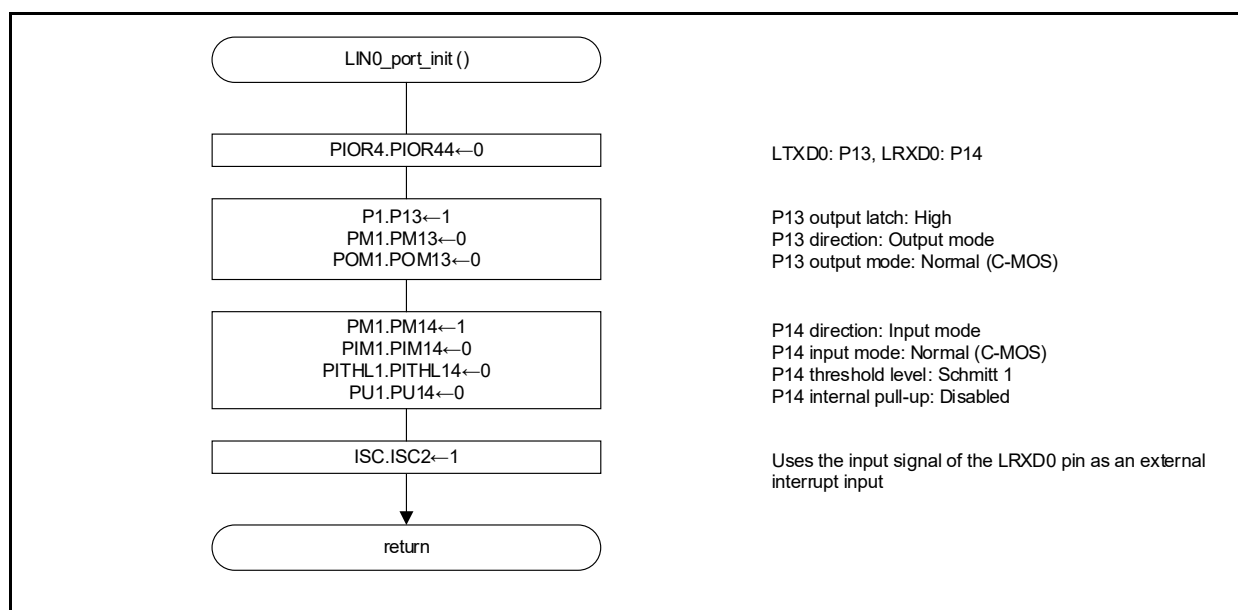 LIN0_port_init ()
PIOR4.PIOR44←0
LTXD0: P13, LRXD0: P14
P1.P13←1
PM1.PM13←0
POM1.POM13←0
P13 output latch: High
P13 direction: Output mode
P13 output mode: Normal (C-MOS)
PM1.PM14←1
PIM1.PIM14←0
PITHL1.PITHL14←0
PU1.PU14←0
P14 direction: Input mode
P14 input mode: Normal (C-MOS)
P14 threshold level: Schmitt 1
P14 internal pull-up: Disabled
ISC.ISC2←1
Uses the input signal of the LRXD0 pin as an external
interrupt input
return